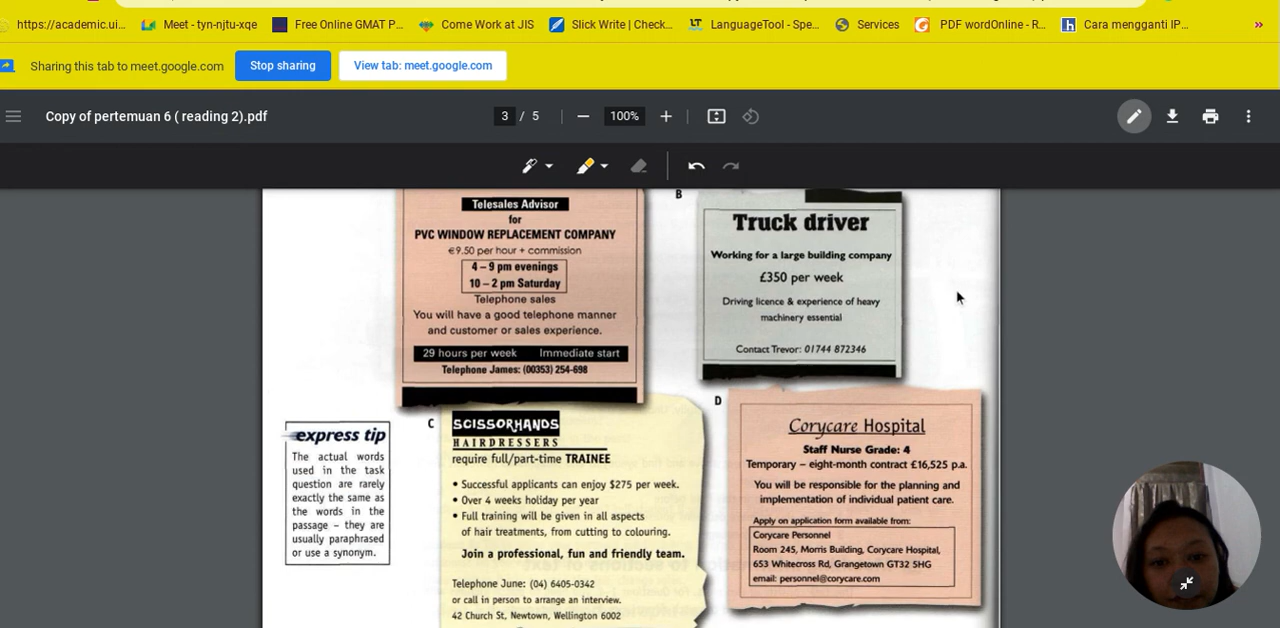 https://academic.ui...
Meet - tyn-njtu-xqe
Free Online GMAT P...
Come Work at JIS
Slick Write | Check...
LanguageTool - Spe...
Services
PDF wordOnline - R...
Cara mengganti IP...
»
Sharing this tab to meet.google.com
Stop sharing
View tab: meet.google.com
Copy of pertemuan 6 ( reading 2).pdf
3 / 5
100%
Telesales Advisor
for
PVC WINDOW REPLACEMENT COMPANY
€9.50 per hour + commission
4 – 9 pm evenings
10 – 2 pm Saturday
Telephone sales
You will have a good telephone manner
and customer or sales experience.
29 hours per week Immediate start
Telephone James: (00353) 254-698
B
Truck driver
Working for a large building company
£350 per week
Driving licence & experience of heavy
machinery essential
Contact Trevor: 01744 872346
express tip
The actual words
used in the task
question are rarely
exactly the same as
the words in the
passage – they are
usually paraphrased
or use a synonym.
C
SCISSORHANDS
HAIRDRESSERS
require full/part-time TRAINEE
• Successful applicants can enjoy $275 per week.
• Over 4 weeks holiday per year
• Full training will be given in all aspects
of hair treatments, from cutting to colouring.
Join a professional, fun and friendly team.
Telephone June: (04) 6405-0342
or call in person to arrange an interview.
42 Church St, Newtown, Wellington 6002
D
Corycare Hospital
Staff Nurse Grade: 4
Temporary – eight-month contract £16,525 p.a.
You will be responsible for the planning and
implementation of individual patient care.
Apply on application form available from:
Corycare Personnel
Room 245, Morris Building, Corycare Hospital,
653 Whitecross Rd, Grangetown GT32 5HG
email: personnel@corycare.com